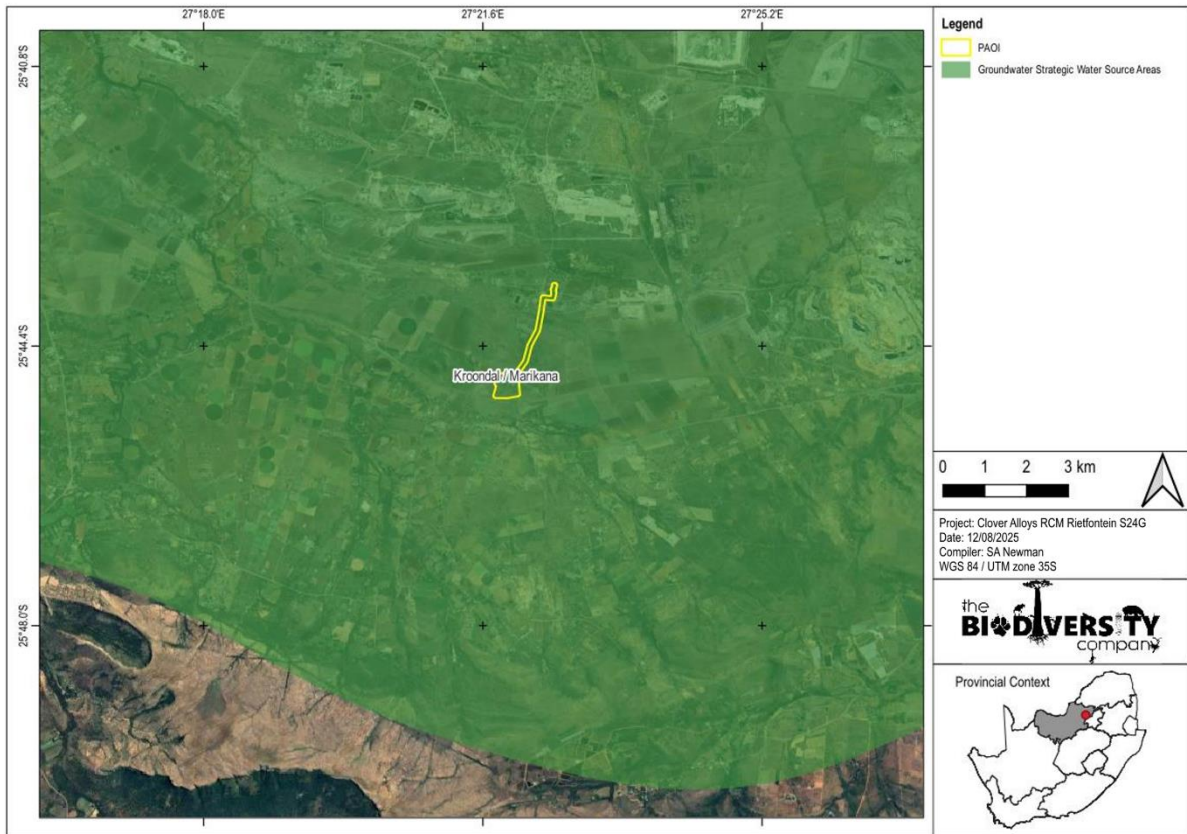 27°18.0'E 27°21.6'E 27°25.2'E
25°40.8'S
25°44.4'S
25°48.0'S
Kroondal / Marikana
Legend
PAOI
Groundwater Strategic Water Source Areas
0 1 2 3 km
Project: Clover Alloys RCM Rietfontein S24G
Date: 12/08/2025
Compiler: SA Newman
WGS 84 / UTM zone 35S
the
BIODIVERSITY
company
Provincial Context